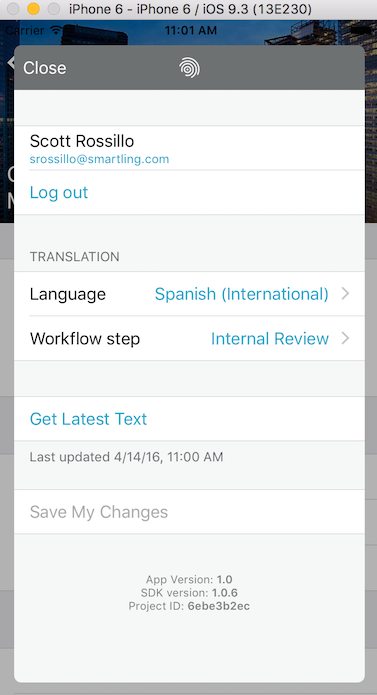 iPhone 6 - iPhone 6 / iOS 9.3 (13E230)
Carrier 11:01 AM
Close
Scott Rossillo
srossillo@smartling.com
Log out
TRANSLATION
Language Spanish (International)
Workflow step Internal Review
Get Latest Text
Last updated 4/14/16, 11:00 AM
Save My Changes
App Version: 1.0
SDK version: 1.0.6
Project ID: 6ebe3b2ec